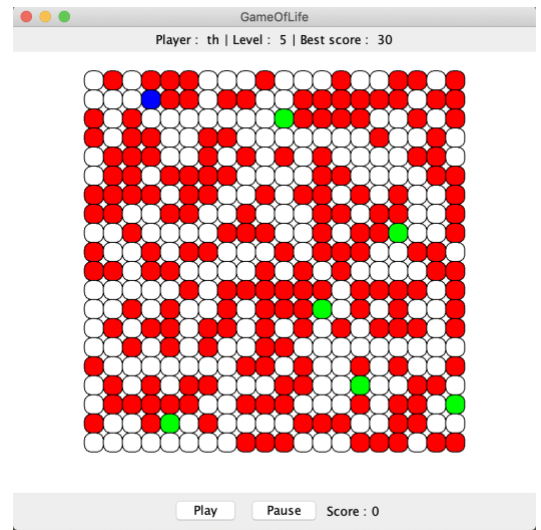 GameOfLife
Player : th | Level : 5 | Best score : 30
Play Pause Score : 0